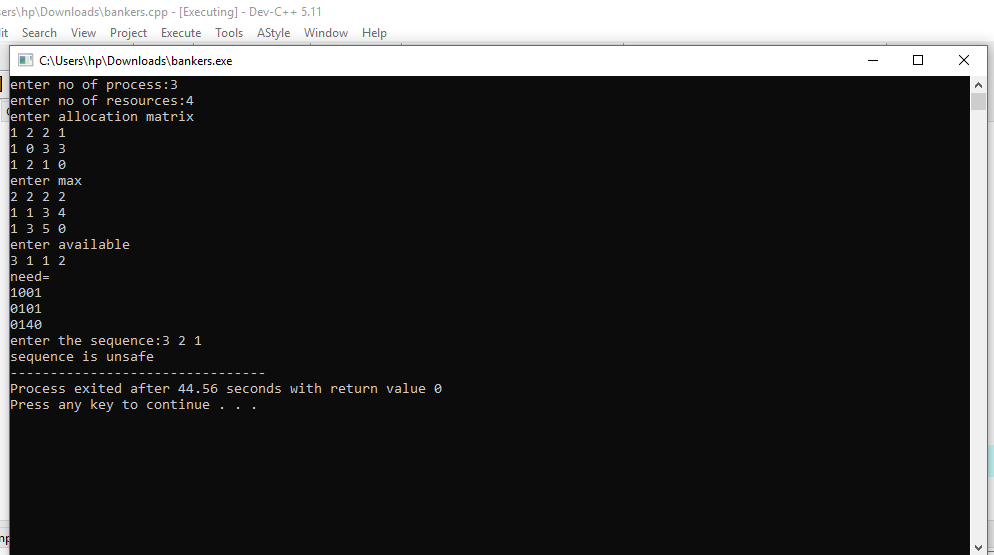 sers\hp\Downloads\bankers.cpp - [Executing] - Dev-C++ 5.11
it Search View Project Execute Tools AStyle Window Help
C:\Users\hp\Downloads\bankers.exe
enter no of process:3
enter no of resources:4
enter allocation matrix
1 2 2 1
1 0 3 3
1 2 1 0
enter max
2 2 2 2
1 1 3 4
1 3 5 0
enter available
3 1 1 2
need=
1001
0101
0140
enter the sequence:3 2 1
sequence is unsafe
--------------------------------
Process exited after 44.56 seconds with return value 0
Press any key to continue . . .